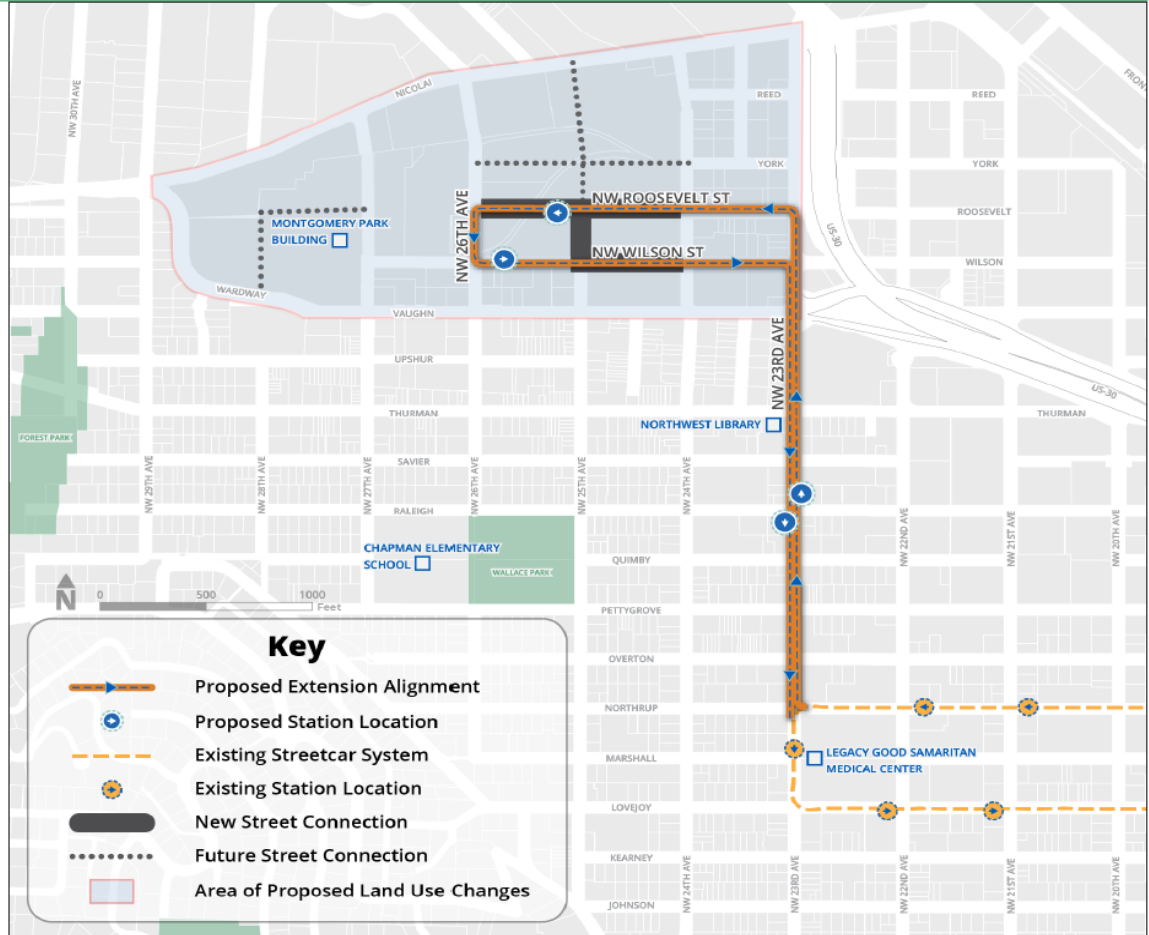 NW 30TH AVE
NICOLAI
REED
REED
FRONT
YORK
YORK
NW ROOSEVELT ST
ROOSEVELT
MONTGOMERY PARK
BUILDING
NW 26TH AVE
US-30
NW WILSON ST
WILSON
WARDWAY
VAUGHN
NW 23RD AVE
UPSHUR
US-30
THURMAN
THURMAN
NORTHWEST LIBRARY
FOREST PARK
SAVIER
NW 29TH AVE
NW 28TH AVE
NW 27TH AVE
NW 26TH AVE
NW 25TH AVE
NW 24TH AVE
RALEIGH
NW 22ND AVE
NW 21ST AVE
NW 20TH AVE
CHAPMAN ELEMENTARY
SCHOOL
WALLACE PARK
QUIMBY
N
0 500 1000
Feet
PETTYGROVE
OVERTON
NORTHRUP
MARSHALL
LEGACY GOOD SAMARITAN
MEDICAL CENTER
LOVEJOY
KEARNEY
NW 24TH AVE
NW 23RD AVE
NW 22ND AVE
NW 21ST AVE
NW 20TH AVE
JOHNSON
Key
Proposed Extension Alignment
Proposed Station Location
Existing Streetcar System
Existing Station Location
New Street Connection
Future Street Connection
Area of Proposed Land Use Changes